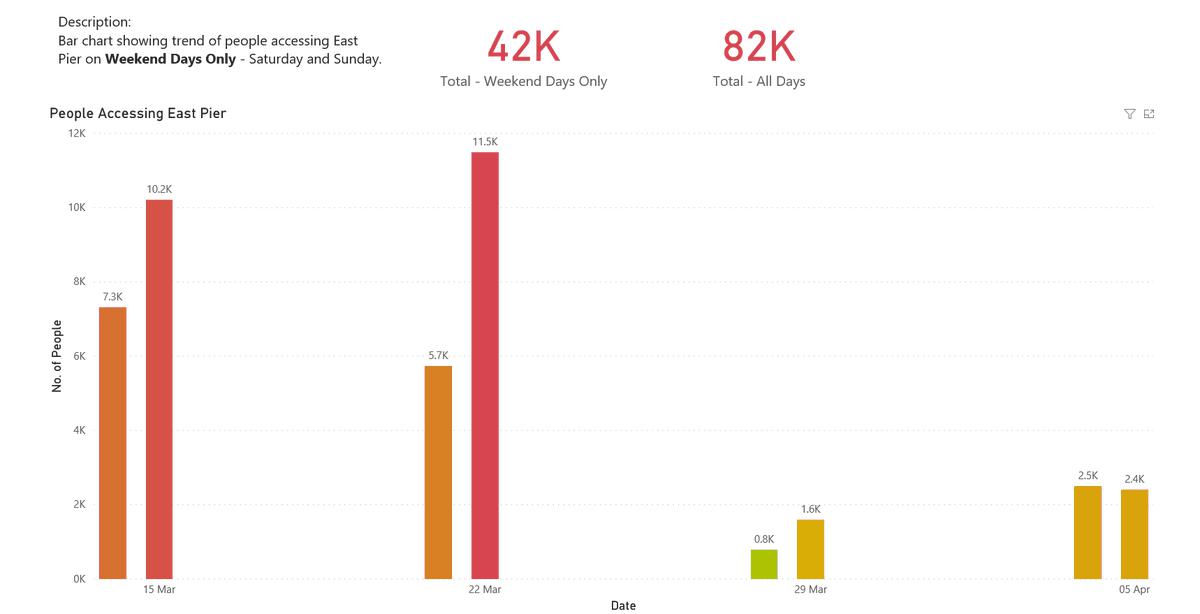 Description:
Bar chart showing trend of people accessing East
Pier on Weekend Days Only - Saturday and Sunday.
42K
Total - Weekend Days Only
82K
Total - All Days
People Accessing East Pier
12K
10K
8K
6K
4K
2K
0K
No. of People
7.3K
10.2K
5.7K
11.5K
0.8K
1.6K
2.5K
2.4K
15 Mar
22 Mar
29 Mar
05 Apr
Date